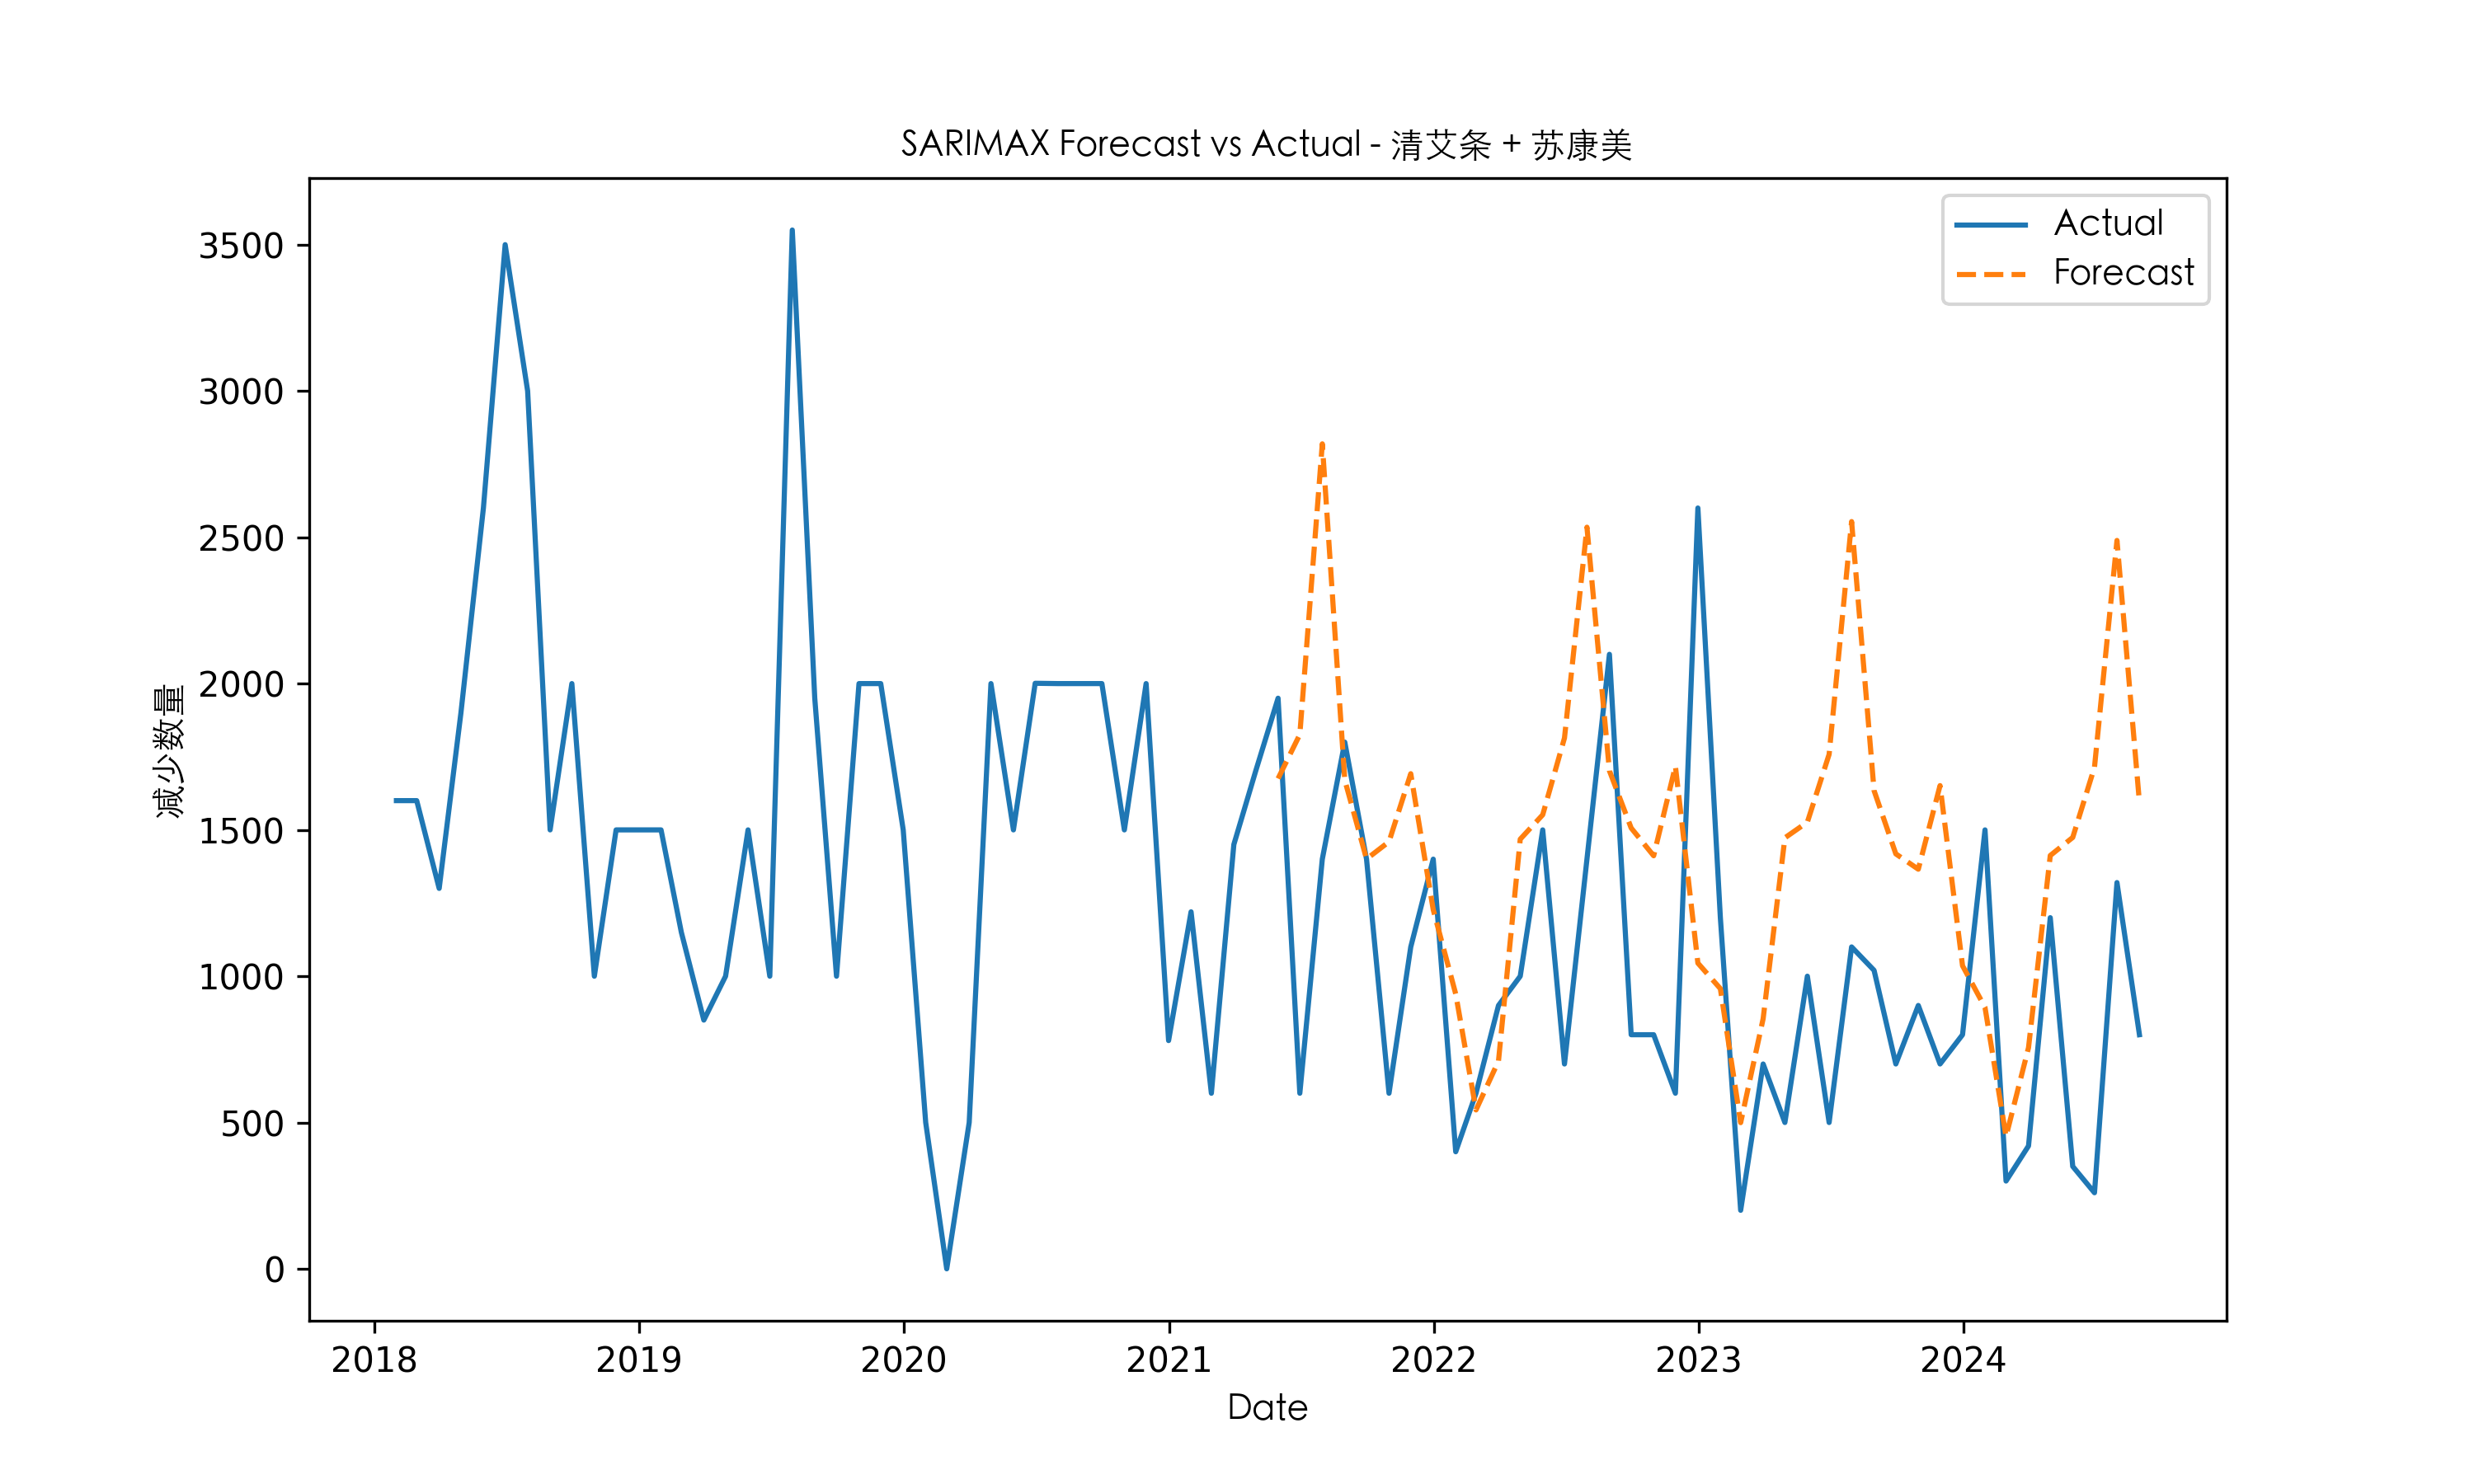 SARIMAX Forecast vs Actual - 清艾条 + 苏康美
Actual
Forecast
减少数量
3500
3000
2500
2000
1500
1000
500
0
2018 2019 2020 2021 2022 2023 2024
Date